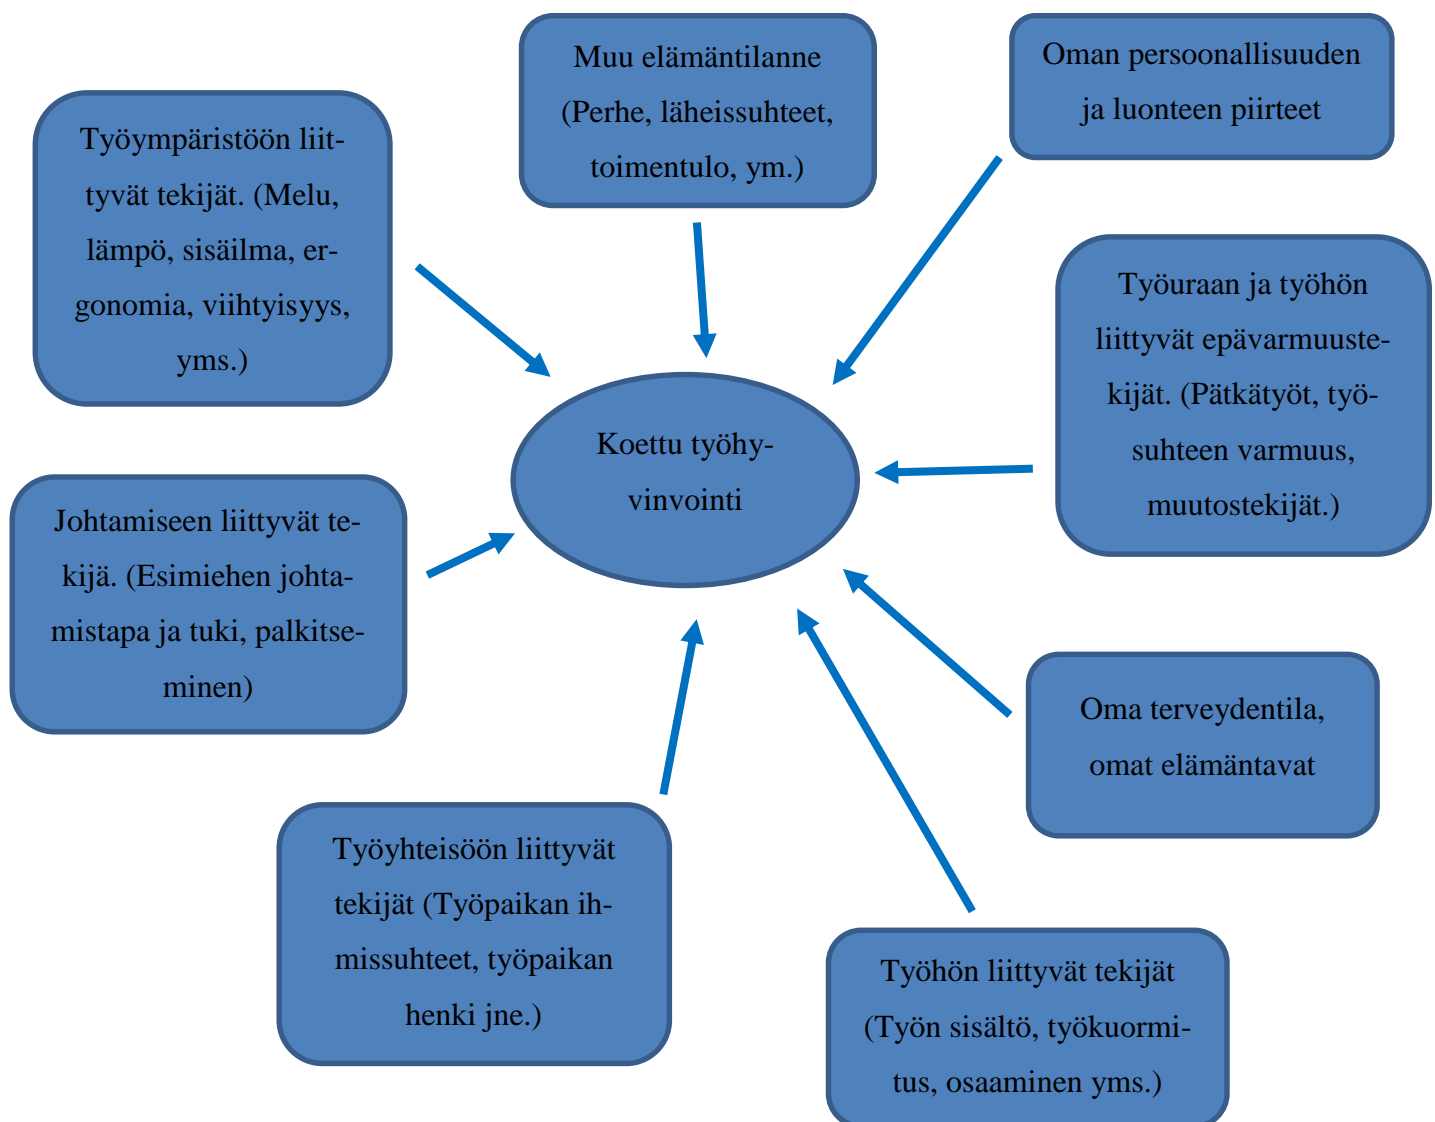 Muu elämäntilanne
(Perhe, läheissuhteet,
toimentulo, ym.)
Oman persoonallisuuden
ja luonteen piirteet
Työympäristöön liit-
tyvät tekijät. (Melu,
lämpö, sisäilma, er-
gonomia, viihtyisyys,
yms.)
Työuraan ja työhön
liittyvät epävarmuuste-
kijät. (Pätkätyöt, työ-
suhteen varmuus,
muutostekijät.)
Koettu työhy-
vinvointi
Johtamiseen liittyvät te-
kijä. (Esimiehen johta-
mistapa ja tuki, palkitse-
minen)
Oma terveydentila,
omat elämäntavat
Työyhteisöön liittyvät
tekijät (Työpaikan ih-
missuhteet, työpaikan
henki jne.)
Työhön liittyvät tekijät
(Työn sisältö, työkuormi-
tus, osaaminen yms.)